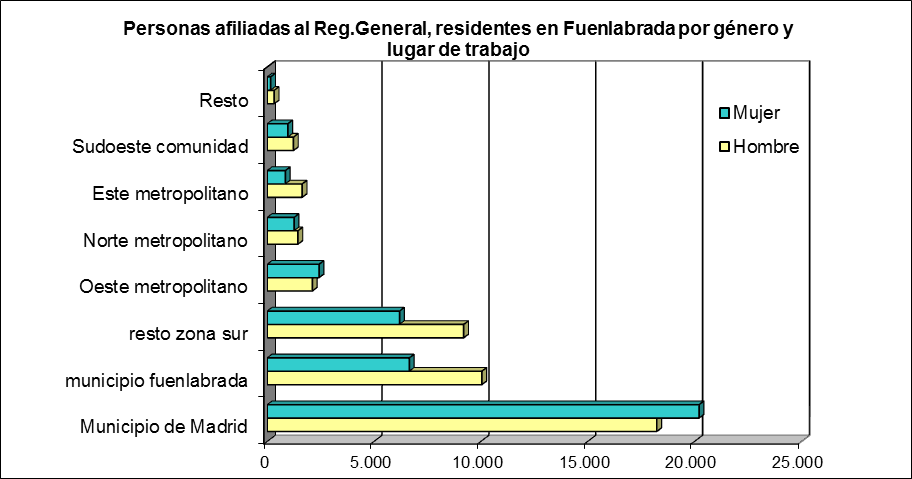 Personas afiliadas al Reg.General, residentes en Fuenlabrada por género y
lugar de trabajo
Resto
Sudoeste comunidad
Este metropolitano
Norte metropolitano
Oeste metropolitano
resto zona sur
municipio fuenlabrada
Municipio de Madrid
Mujer
Hombre
0 5.000 10.000 15.000 20.000 25.000